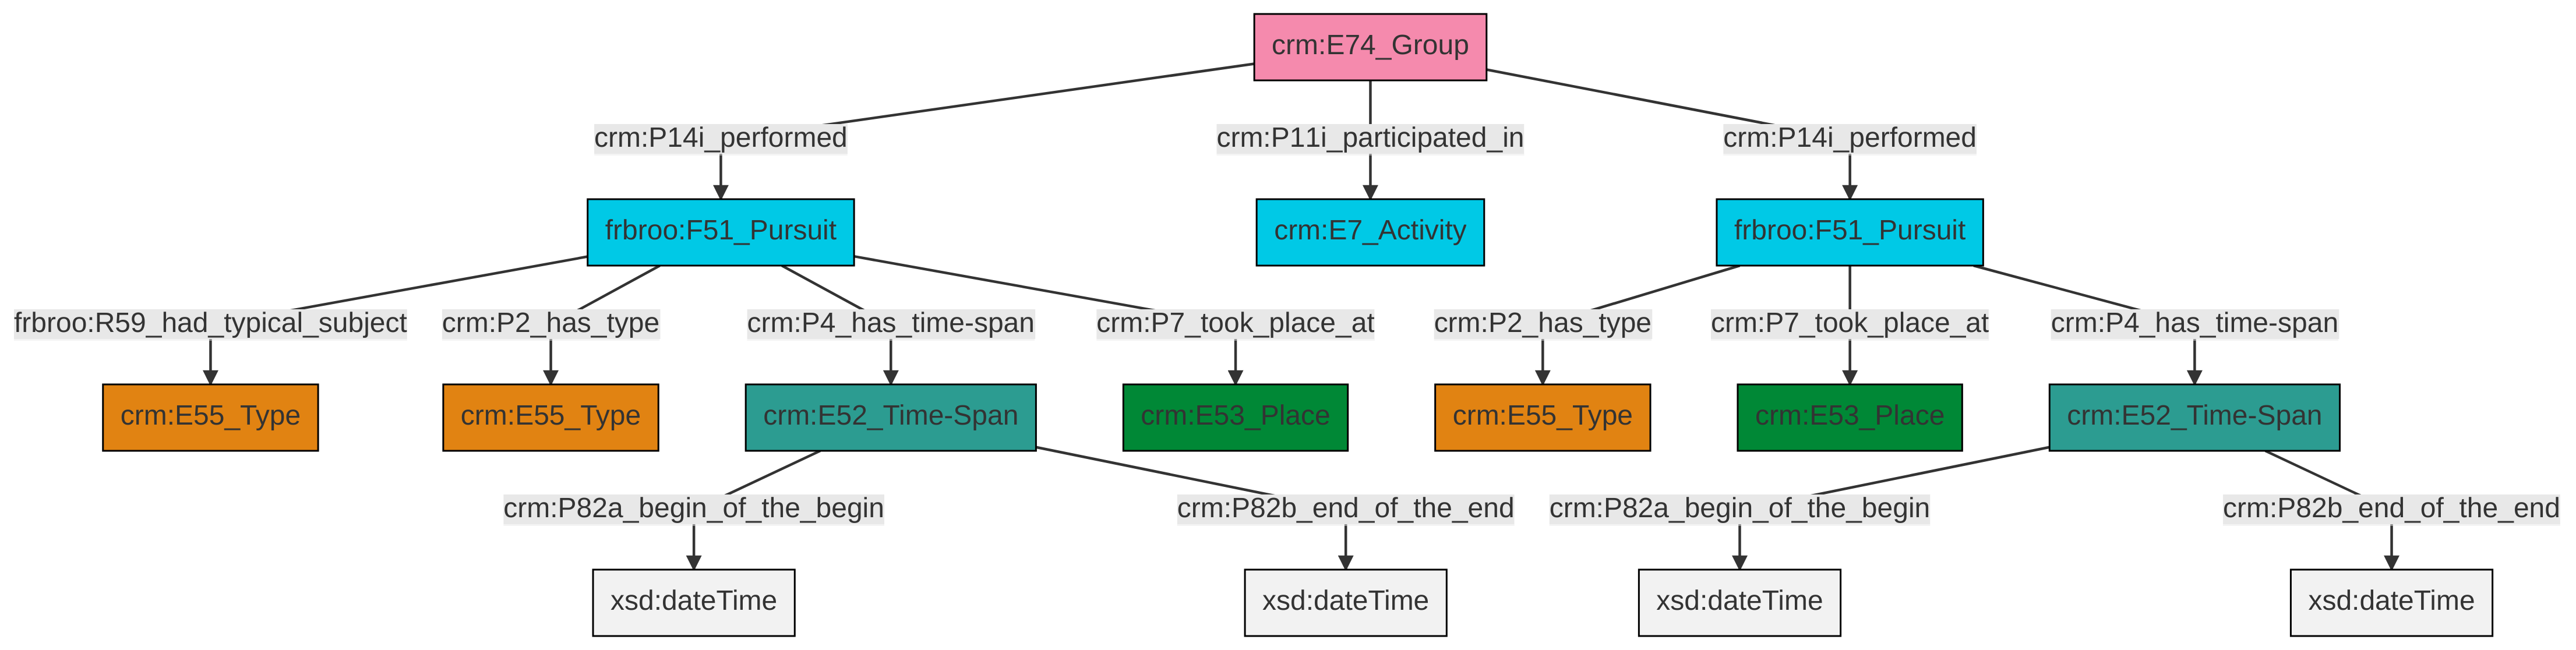 crm:E74_Group
crm:P14i_performed
crm:P11i_participated_in
crm:P14i_performed
frbroo:F51_Pursuit
crm:E7_Activity
frbroo:F51_Pursuit
frbroo:R59_had_typical_subject
crm:P2_has_type
crm:P4_has_time-span
crm:P7_took_place_at
crm:P2_has_type
crm:P7_took_place_at
crm:P4_has_time-span
crm:E55_Type
crm:E55_Type
crm:E52_Time-Span
crm:E53_Place
crm:E55_Type
crm:E53_Place
crm:E52_Time-Span
crm:P82a_begin_of_the_begin
crm:P82b_end_of_the_end
crm:P82a_begin_of_the_begin
crm:P82b_end_of_the_end
xsd:dateTime
xsd:dateTime
xsd:dateTime
xsd:dateTime